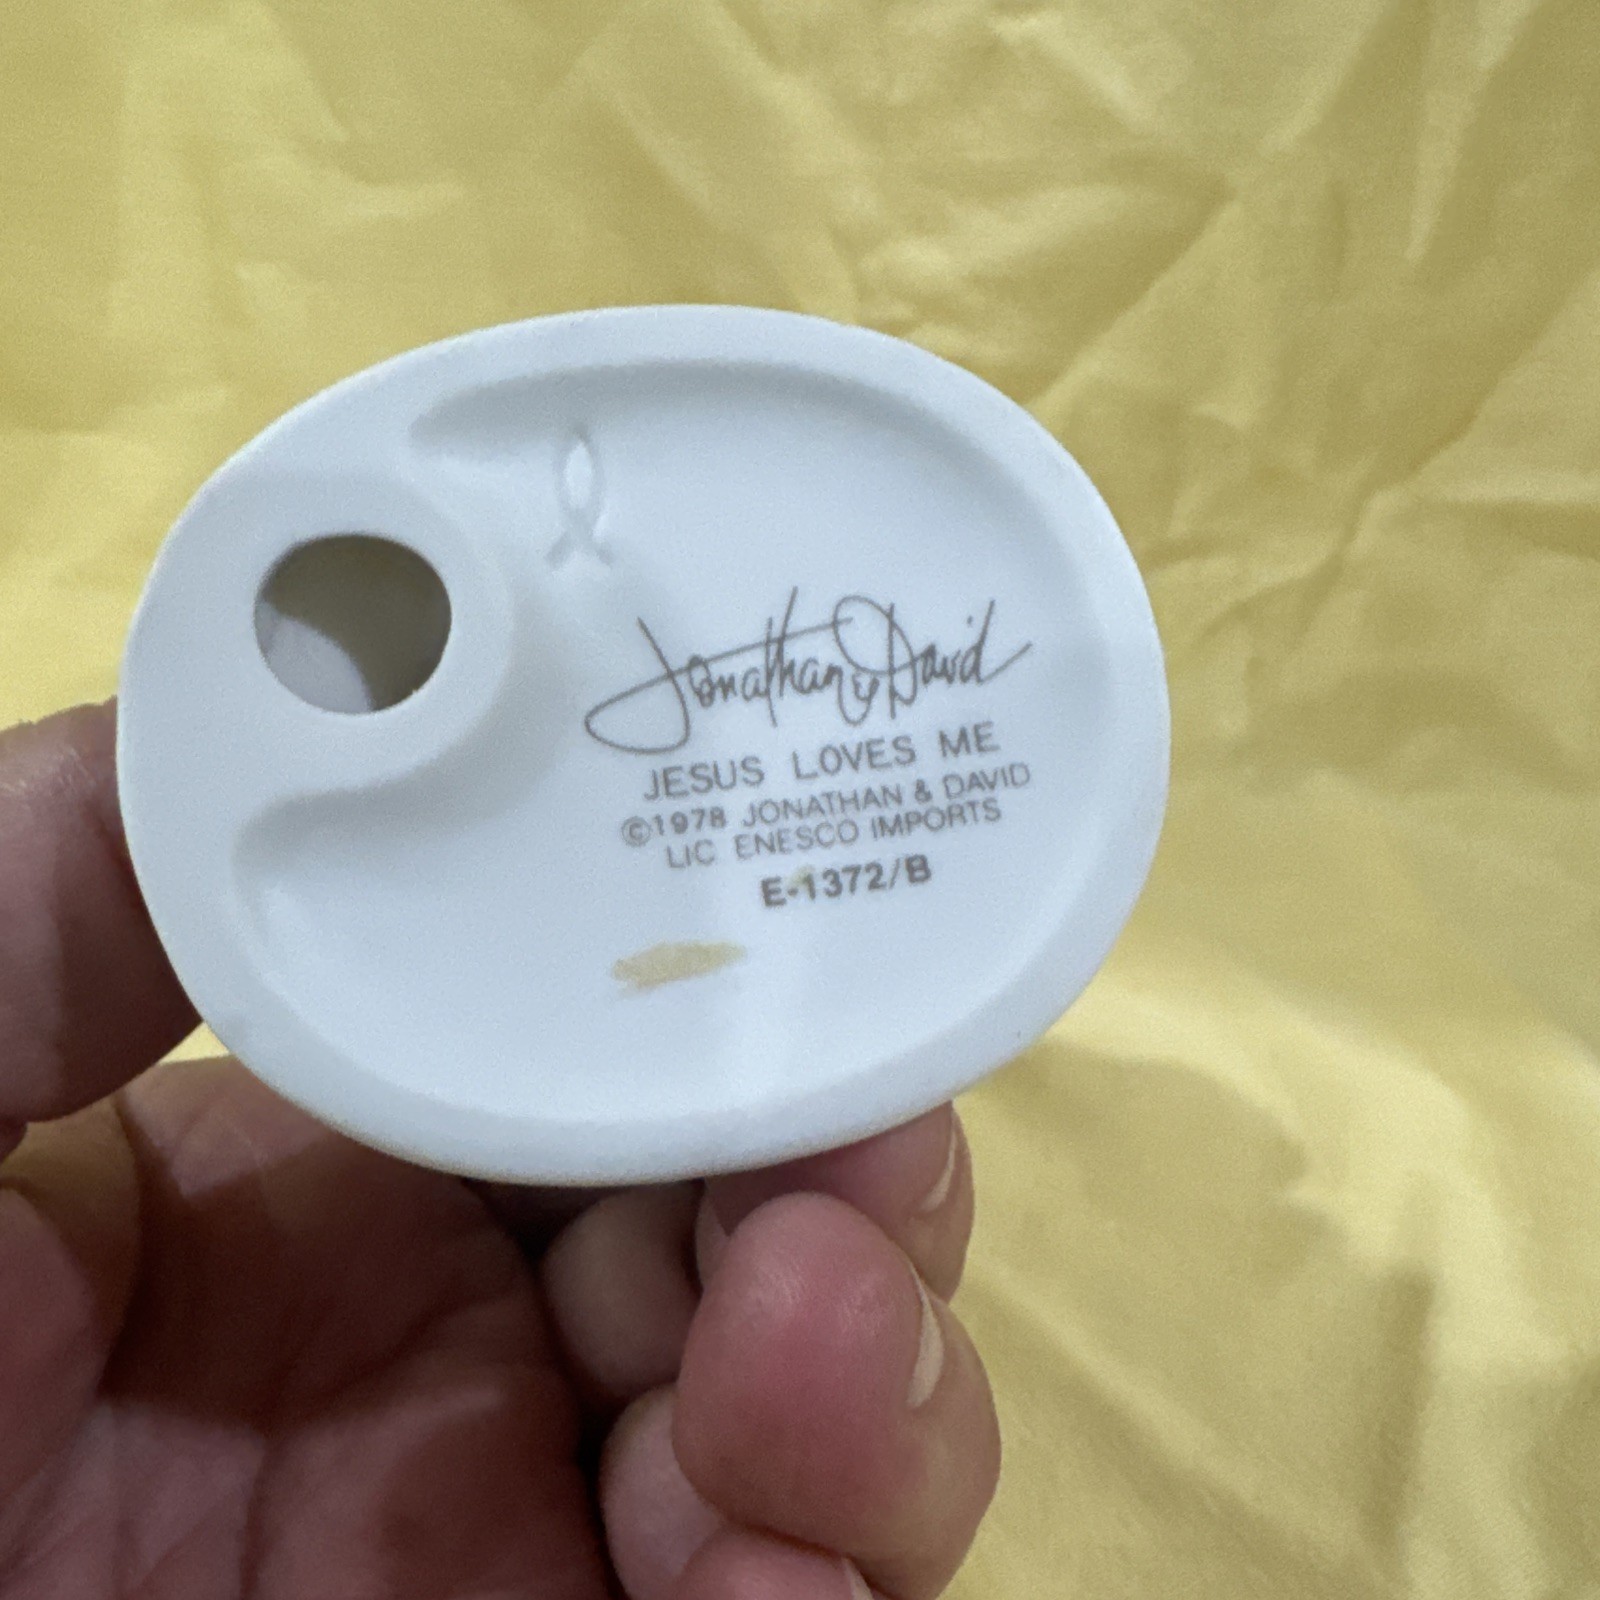 Jonathan & David
JESUS LOVES ME
©1978 JONATHAN & DAVID
LIC ENESCO IMPORTS
E-1372/B